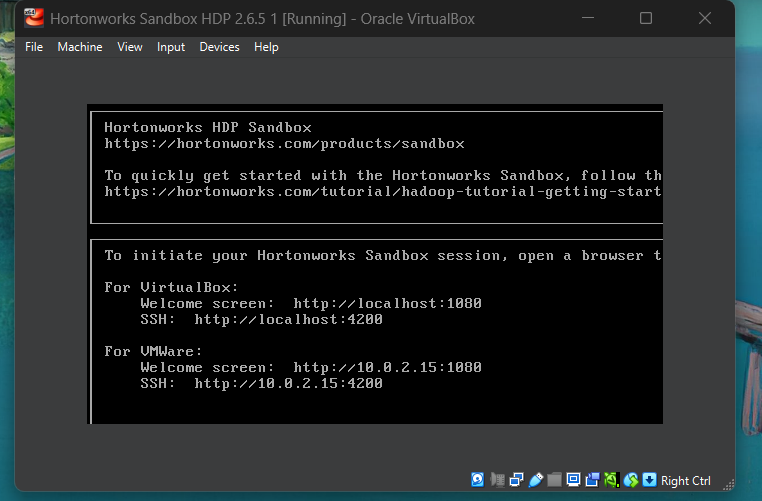 Hortonworks Sandbox HDP 2.6.5 1 [Running] - Oracle VirtualBox
File Machine View Input Devices Help
Hortonworks HDP Sandbox
https://hortonworks.com/products/sandbox
To quickly get started with the Hortonworks Sandbox, follow th
https://hortonworks.com/tutorial/hadoop-tutorial-getting-start
To initiate your Hortonworks Sandbox session, open a browser t
For VirtualBox:
Welcome screen: http://localhost:1080
SSH: http://localhost:4200
For VMWare:
Welcome screen: http://10.0.2.15:1080
SSH: http://10.0.2.15:4200
Right Ctrl